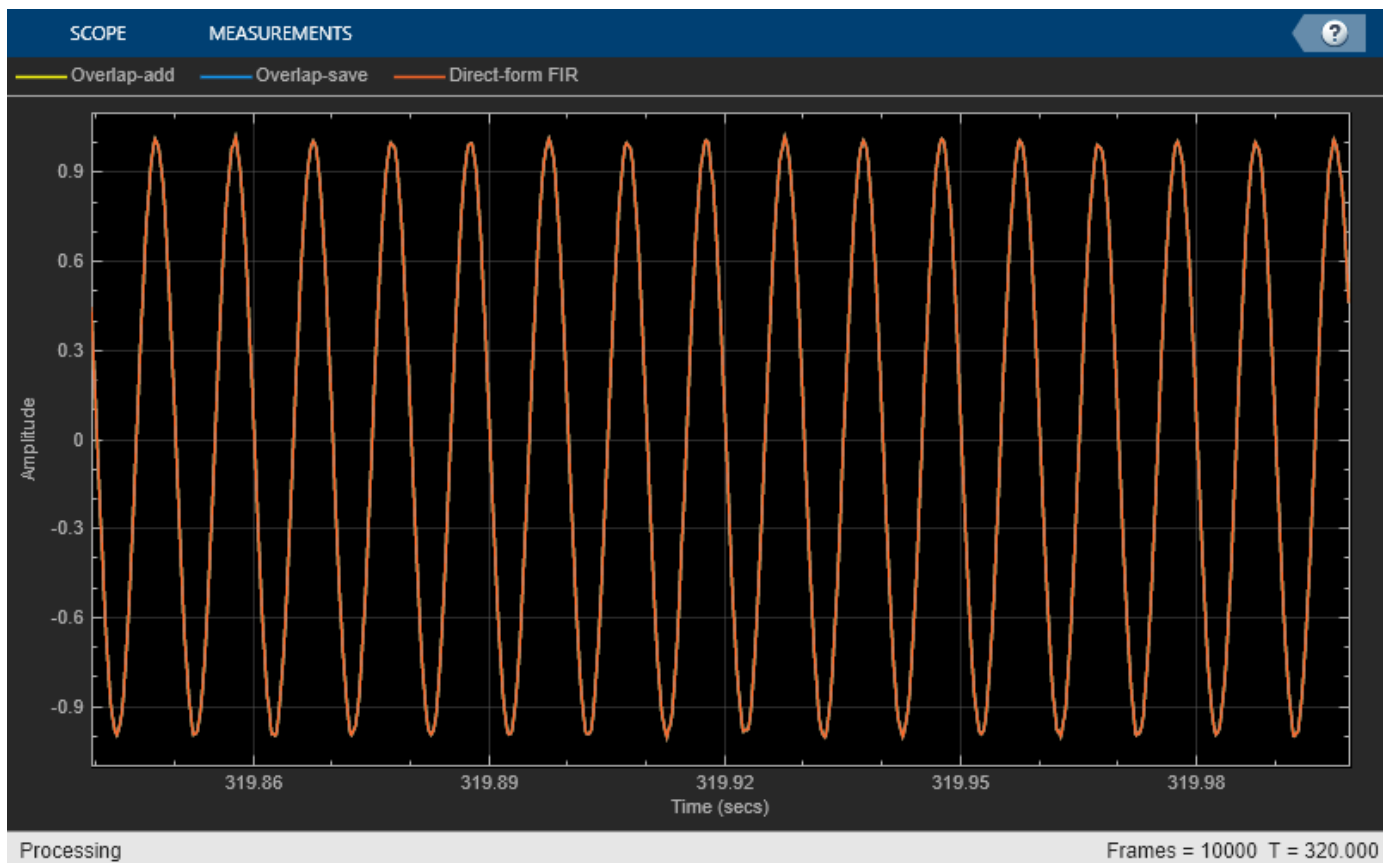 SCOPE MEASUREMENTS ?
Overlap-add Overlap-save Direct-form FIR
0.9
0.6
0.3
0
-0.3
-0.6
-0.9
Amplitude
319.86 319.89 319.92 319.95 319.98
Time (secs)
Processing Frames = 10000 T = 320.000